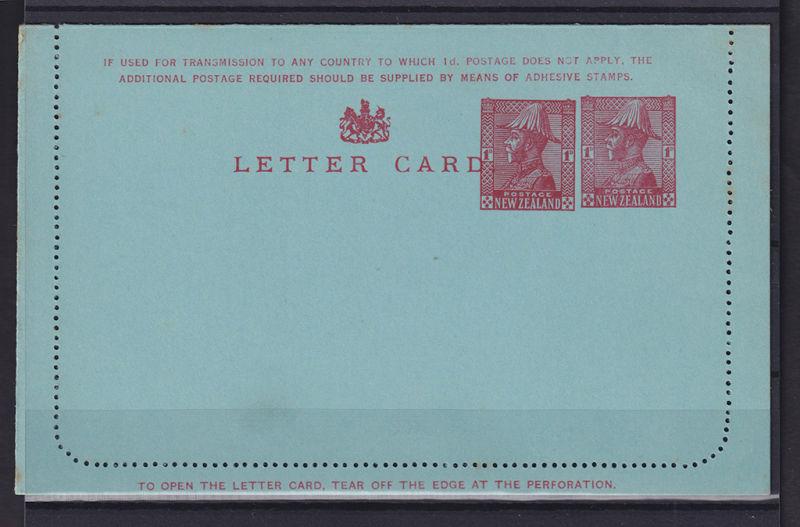 IF USED FOR TRANSMISSION TO ANY COUNTRY TO WHICH 1d. POSTAGE DOES NOT APPLY, THE
ADDITIONAL POSTAGE REQUIRED SHOULD BE SUPPLIED BY MEANS OF ADHESIVE STAMPS.
LETTER CARD
1D 1D 1D 1D
POSTAGE POSTAGE
NEW ZEALAND NEW ZEALAND
TO OPEN THE LETTER CARD, TEAR OFF THE EDGE AT THE PERFORATION.